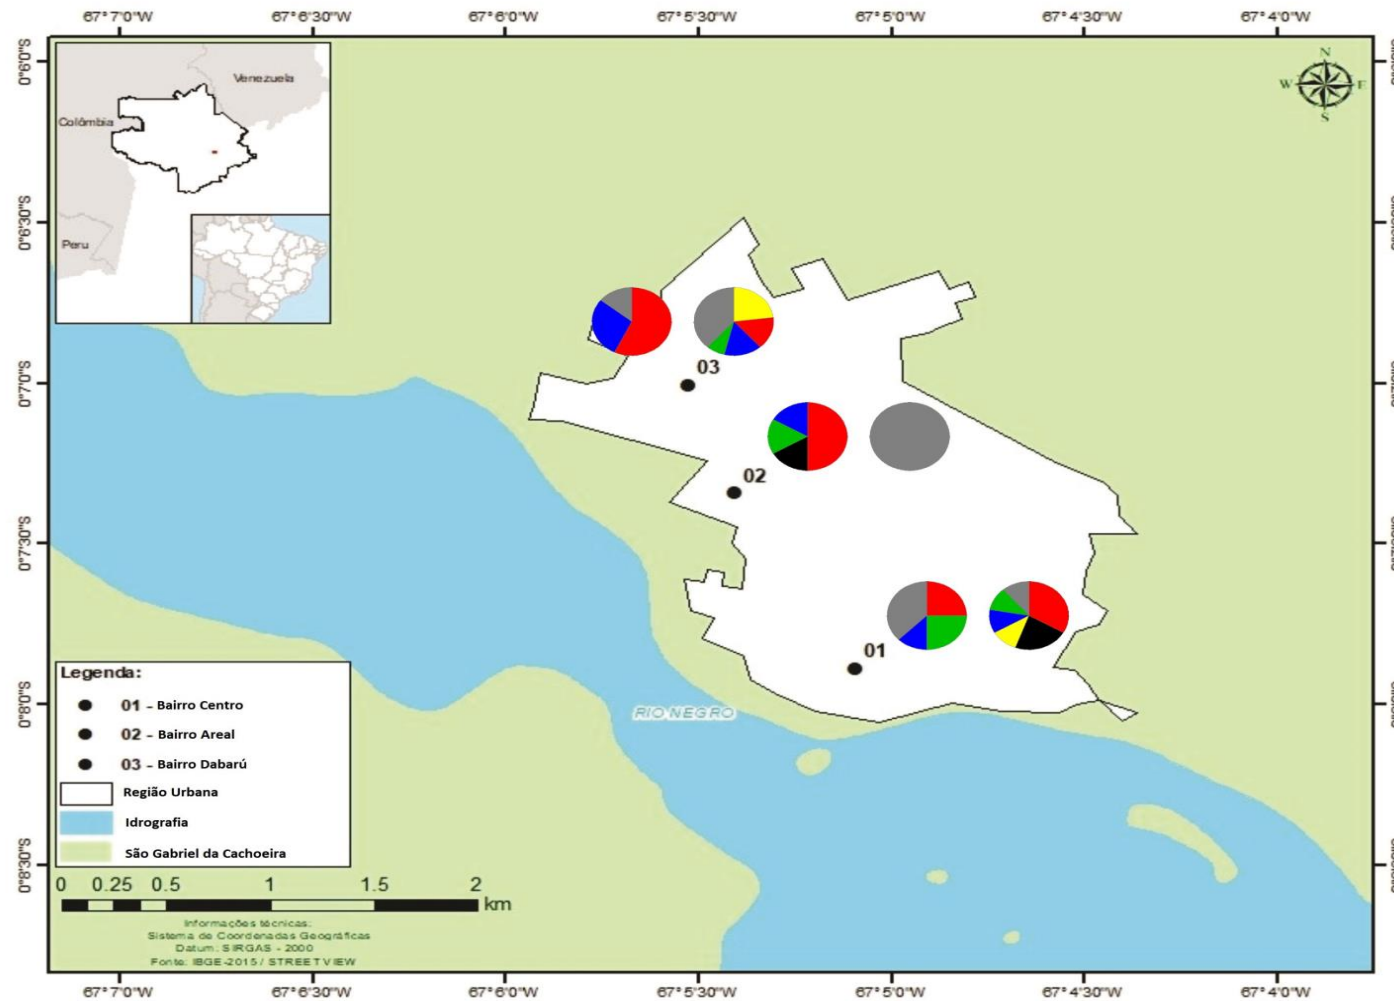 67°7'0"W 67°6'30"W 67°6'0"W 67°5'30"W 67°5'0"W 67°4'30"W 67°4'0"W
0°6'0"S
0°6'30"S
0°7'0"S
0°7'30"S
0°8'0"S
0°8'30"S
N
W E
S
Venezuela
Colômbia
Peru
03
02
01
RIO NEGRO
Legenda:
01 - Bairro Centro
02 - Bairro Areal
03 - Bairro Dabarú
Região Urbana
Idrografia
São Gabriel da Cachoeira
0 0.25 0.5 1 1.5 2
km
Informações técnicas:
Sistema de Coordenadas Geográficas
Datum: SIRGAS - 2000
Fonte: IBGE-2015 / STREETVIEW
67°7'0"W 67°6'30"W 67°6'0"W 67°5'30"W 67°5'0"W 67°4'30"W 67°4'0"W